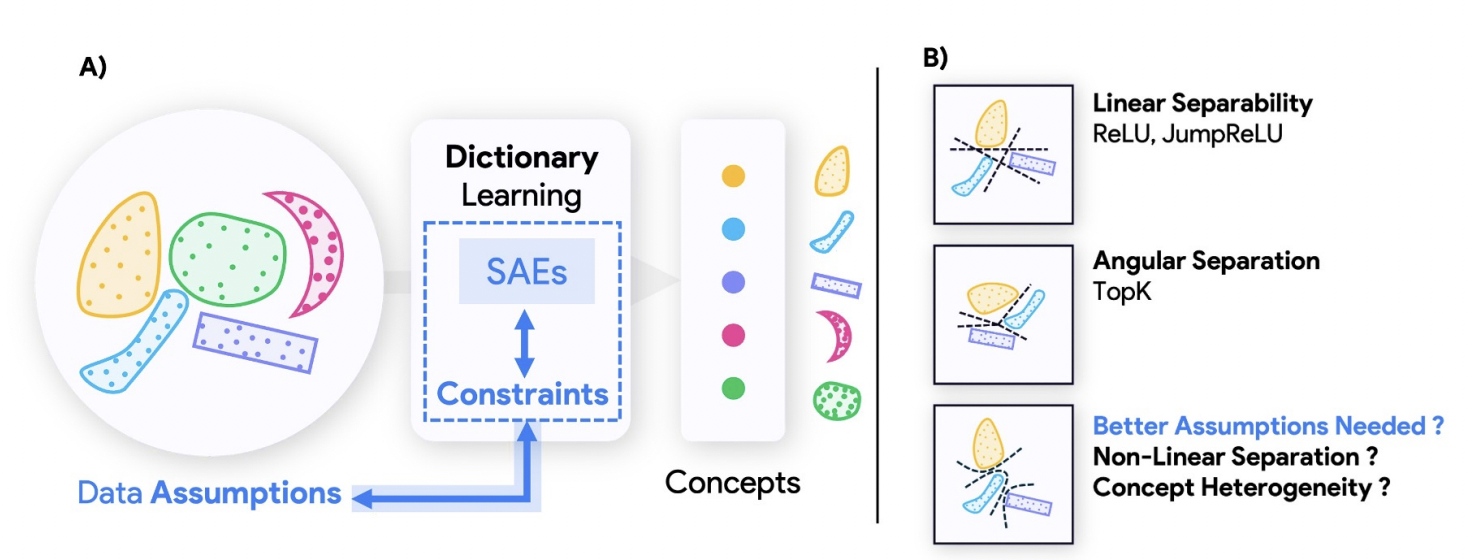 A)
Dictionary
Learning
SAEs
Constraints
Data Assumptions
Concepts
B)
Linear Separability
ReLU, JumpReLU
Angular Separation
TopK
Better Assumptions Needed ?
Non-Linear Separation ?
Concept Heterogeneity ?